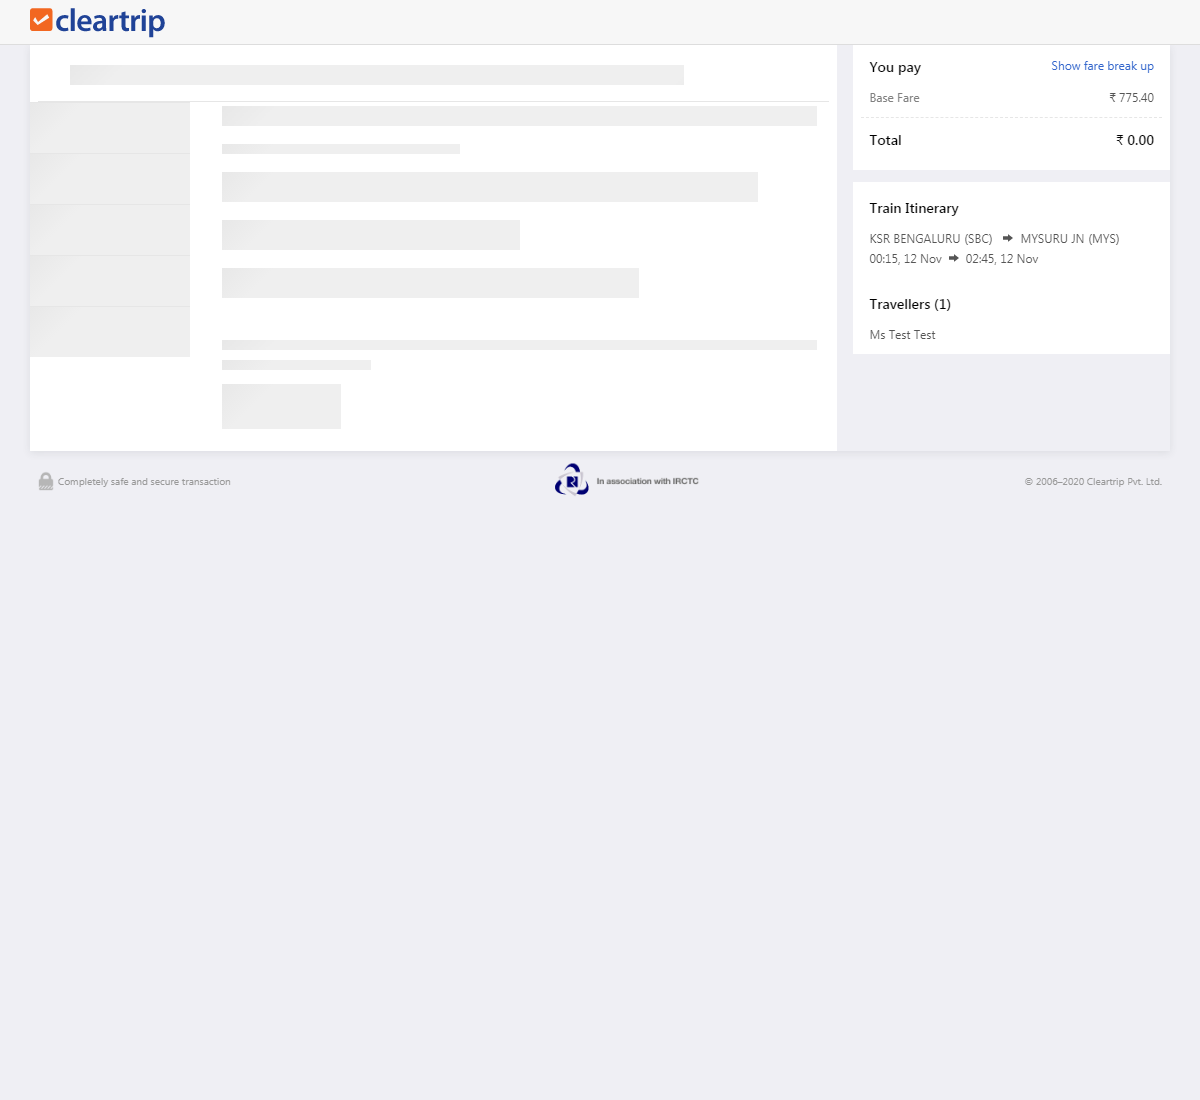 cleartrip
You pay
Show fare break up
Base Fare
₹ 775.40
Total
₹ 0.00
Train Itinerary
KSR BENGALURU (SBC) ➡ MYSURU JN (MYS)
00:15, 12 Nov ➡ 02:45, 12 Nov
Travellers (1)
Ms Test Test
Completely safe and secure transaction
In association with IRCTC
© 2006–2020 Cleartrip Pvt. Ltd.